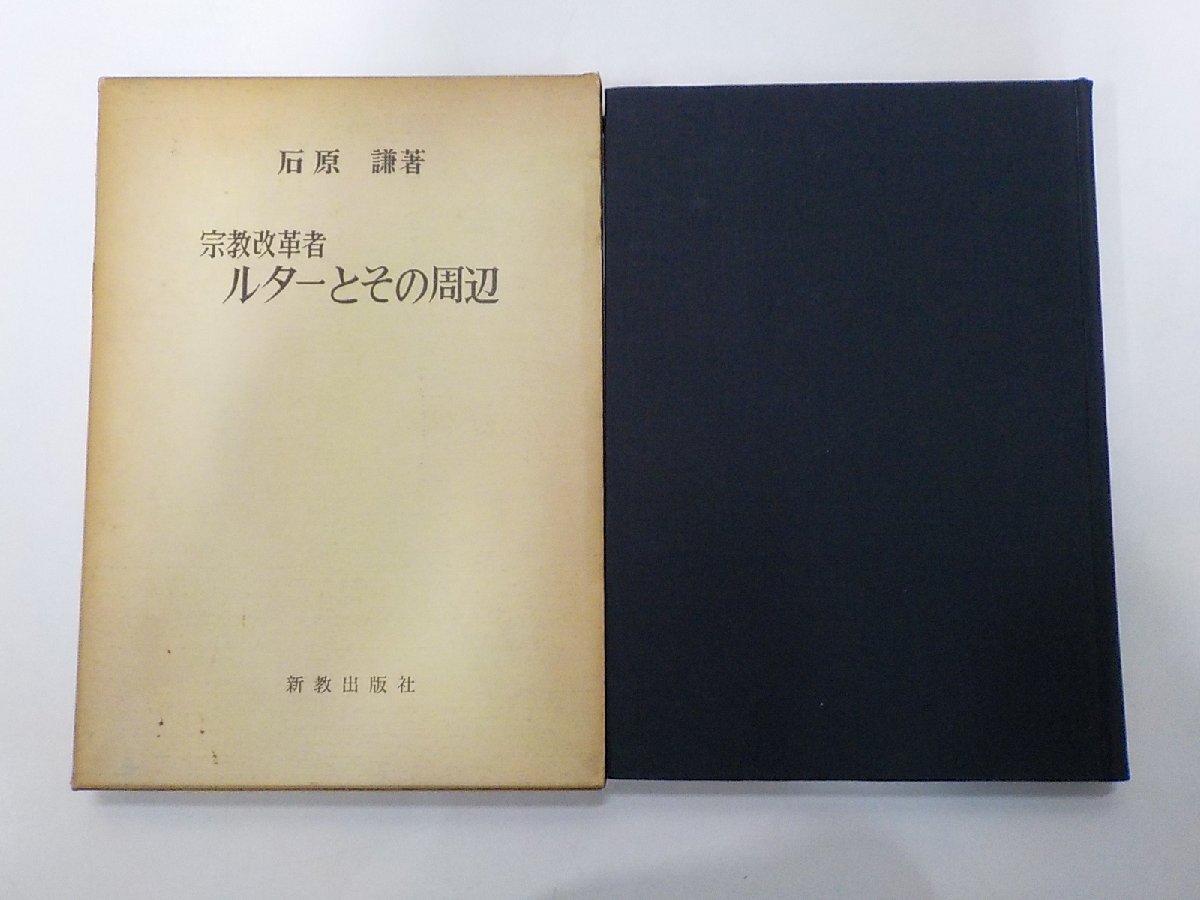 石原 謙著
宗教改革者
ルターとその周辺
新教出版社